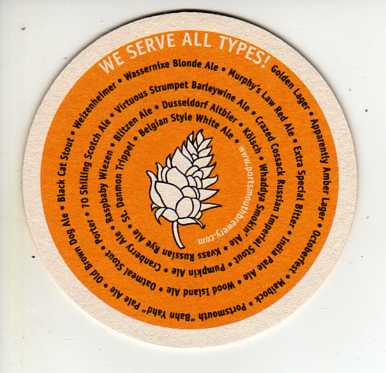 WE SERVE ALL TYPES!
Golden Lager • Apparently Amber Lager • Octoberfest • Maibock • Portsmouth "Bahn Yahd" Pale Ale • Old Brown Dog Ale • Black Cat Stout • Weizenheimer • Wassernixe Blonde Ale • Murphy's Law Red Ale • Extra Special Bitter • India Pale Ale • Wood Island Ale • Oatmeal Stout • Porter • 70 Shilling Scotch Ale • Virtuous Strumpet Barleywine Ale • Crazed Cossack Russian Imperial Stout • Pumpkin Ale • Cranberry Ale • Raspbaby Wiezen • Blitzen Ale • Dusseldorf Altbier • Kölsch • Whaddya Smokin' Ale • Kvass Russian Rye Ale • St. Danmon Trippel • Belgian Style White Ale •
www.portsmouthbrewery.com